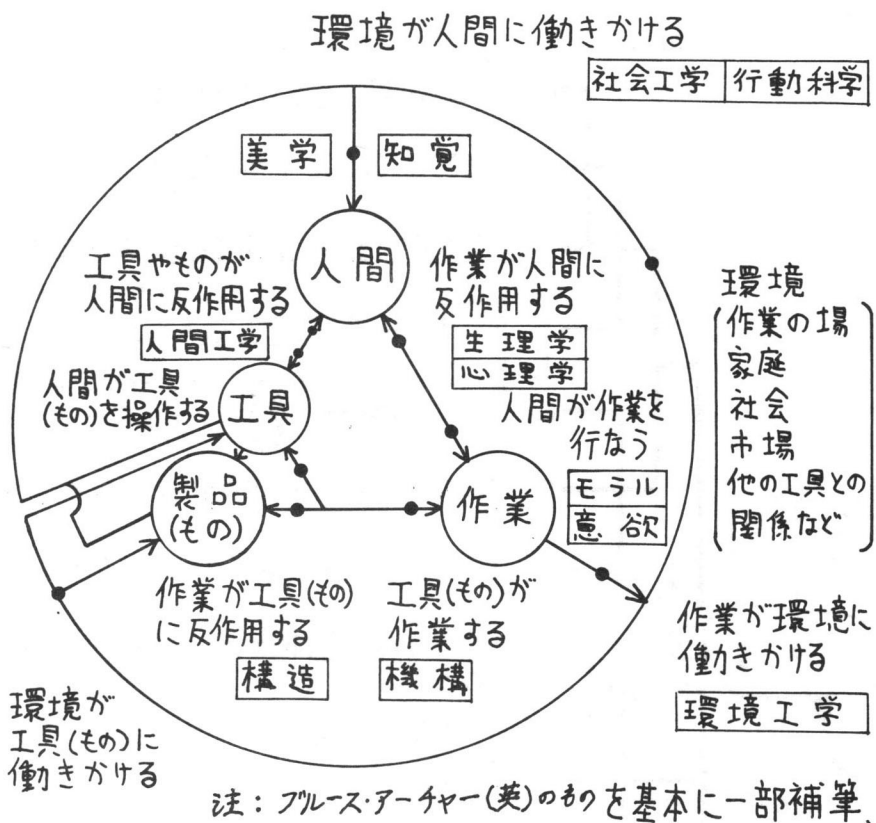 環境が人間に働きかける
社会工学 行動科学
美学 知覚
人間
工具やものが
人間に反作用する
人間工学
人間が工具
(もの)を操作する
作業が人間に
反作用する
生理学
心理学
人間が作業を
行なう
モラル
意欲
工具
製品
(もの)
作業
環境
作業の場
家庭
社会
市場
他の工具との
関係など
作業が工具(もの)
に反作用する
構造
工具(もの)が
作業する
機構
作業が環境に
働きかける
環境工学
環境が
工具(もの)に
働きかける
注：ブルース・アーチャー(英)のものを基本に一部補筆、